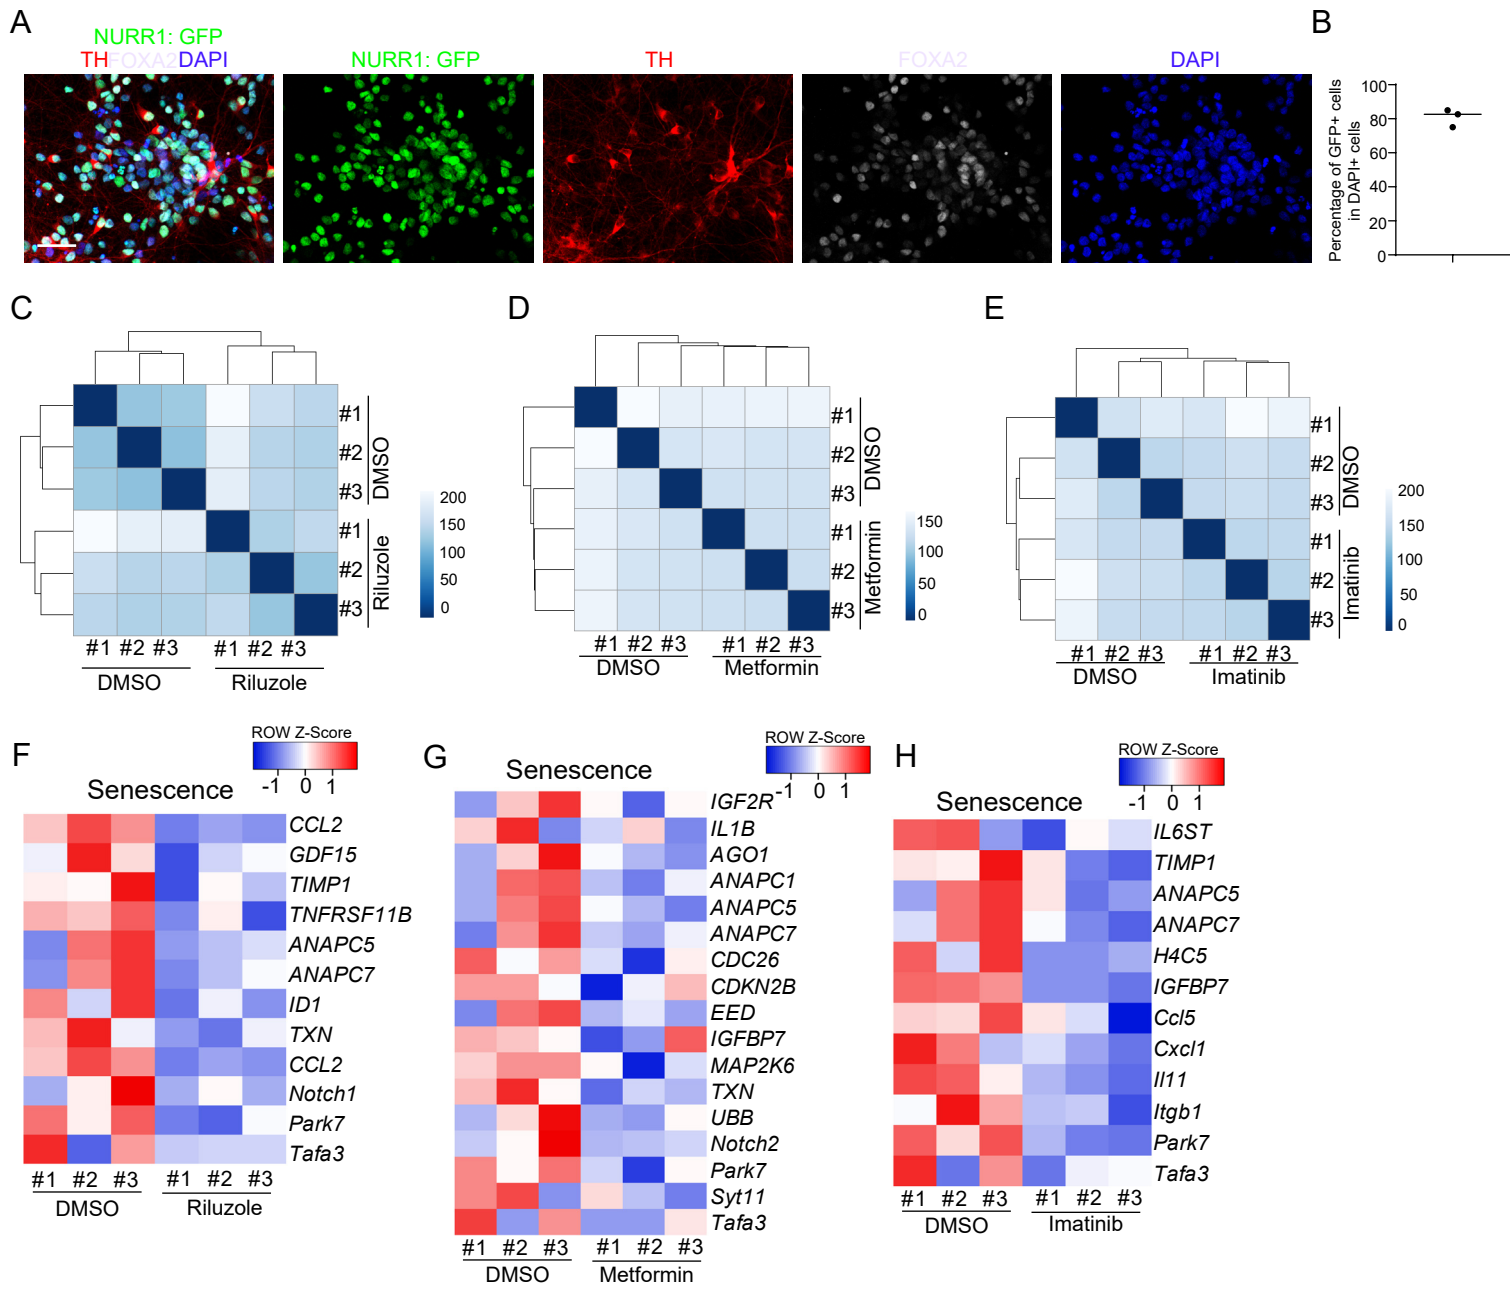 A
NURR1: GFP
THFOXA2DAPI
NURR1: GFP
TH
FOXA2
DAPI
B
Percentage of GFP+ cells
in DAPI+ cells
100
80
60
40
20
0
C
#1
#2
#3
#1
#2
#3
DMSO
Riluzole
200
150
100
50
0
#1 #2 #3 #1 #2 #3
DMSO Riluzole
D
#1
#2
#3
#1
#2
#3
DMSO
Metformin
150
100
50
0
#1 #2 #3 #1 #2 #3
DMSO Metformin
E
#1
#2
#3
#1
#2
#3
DMSO
Imatinib
200
150
100
50
0
#1 #2 #3 #1 #2 #3
DMSO Imatinib
F
ROW Z-Score
-1 0 1
Senescence
CCL2
GDF15
TIMP1
TNFRSF11B
ANAPC5
ANAPC7
ID1
TXN
CCL2
Notch1
Park7
Tafa3
#1 #2 #3 #1 #2 #3
DMSO Riluzole
G
ROW Z-Score
-1 0 1
Senescence
IGF2R
IL1B
AGO1
ANAPC1
ANAPC5
ANAPC7
CDC26
CDKN2B
EED
IGFBP7
MAP2K6
TXN
UBB
Notch2
Park7
Syt11
Tafa3
#1 #2 #3 #1 #2 #3
DMSO Metformin
H
ROW Z-Score
-1 0 1
Senescence
IL6ST
TIMP1
ANAPC5
ANAPC7
H4C5
IGFBP7
Ccl5
Cxcl1
Il11
Itgb1
Park7
Tafa3
#1 #2 #3 #1 #2 #3
DMSO Imatinib